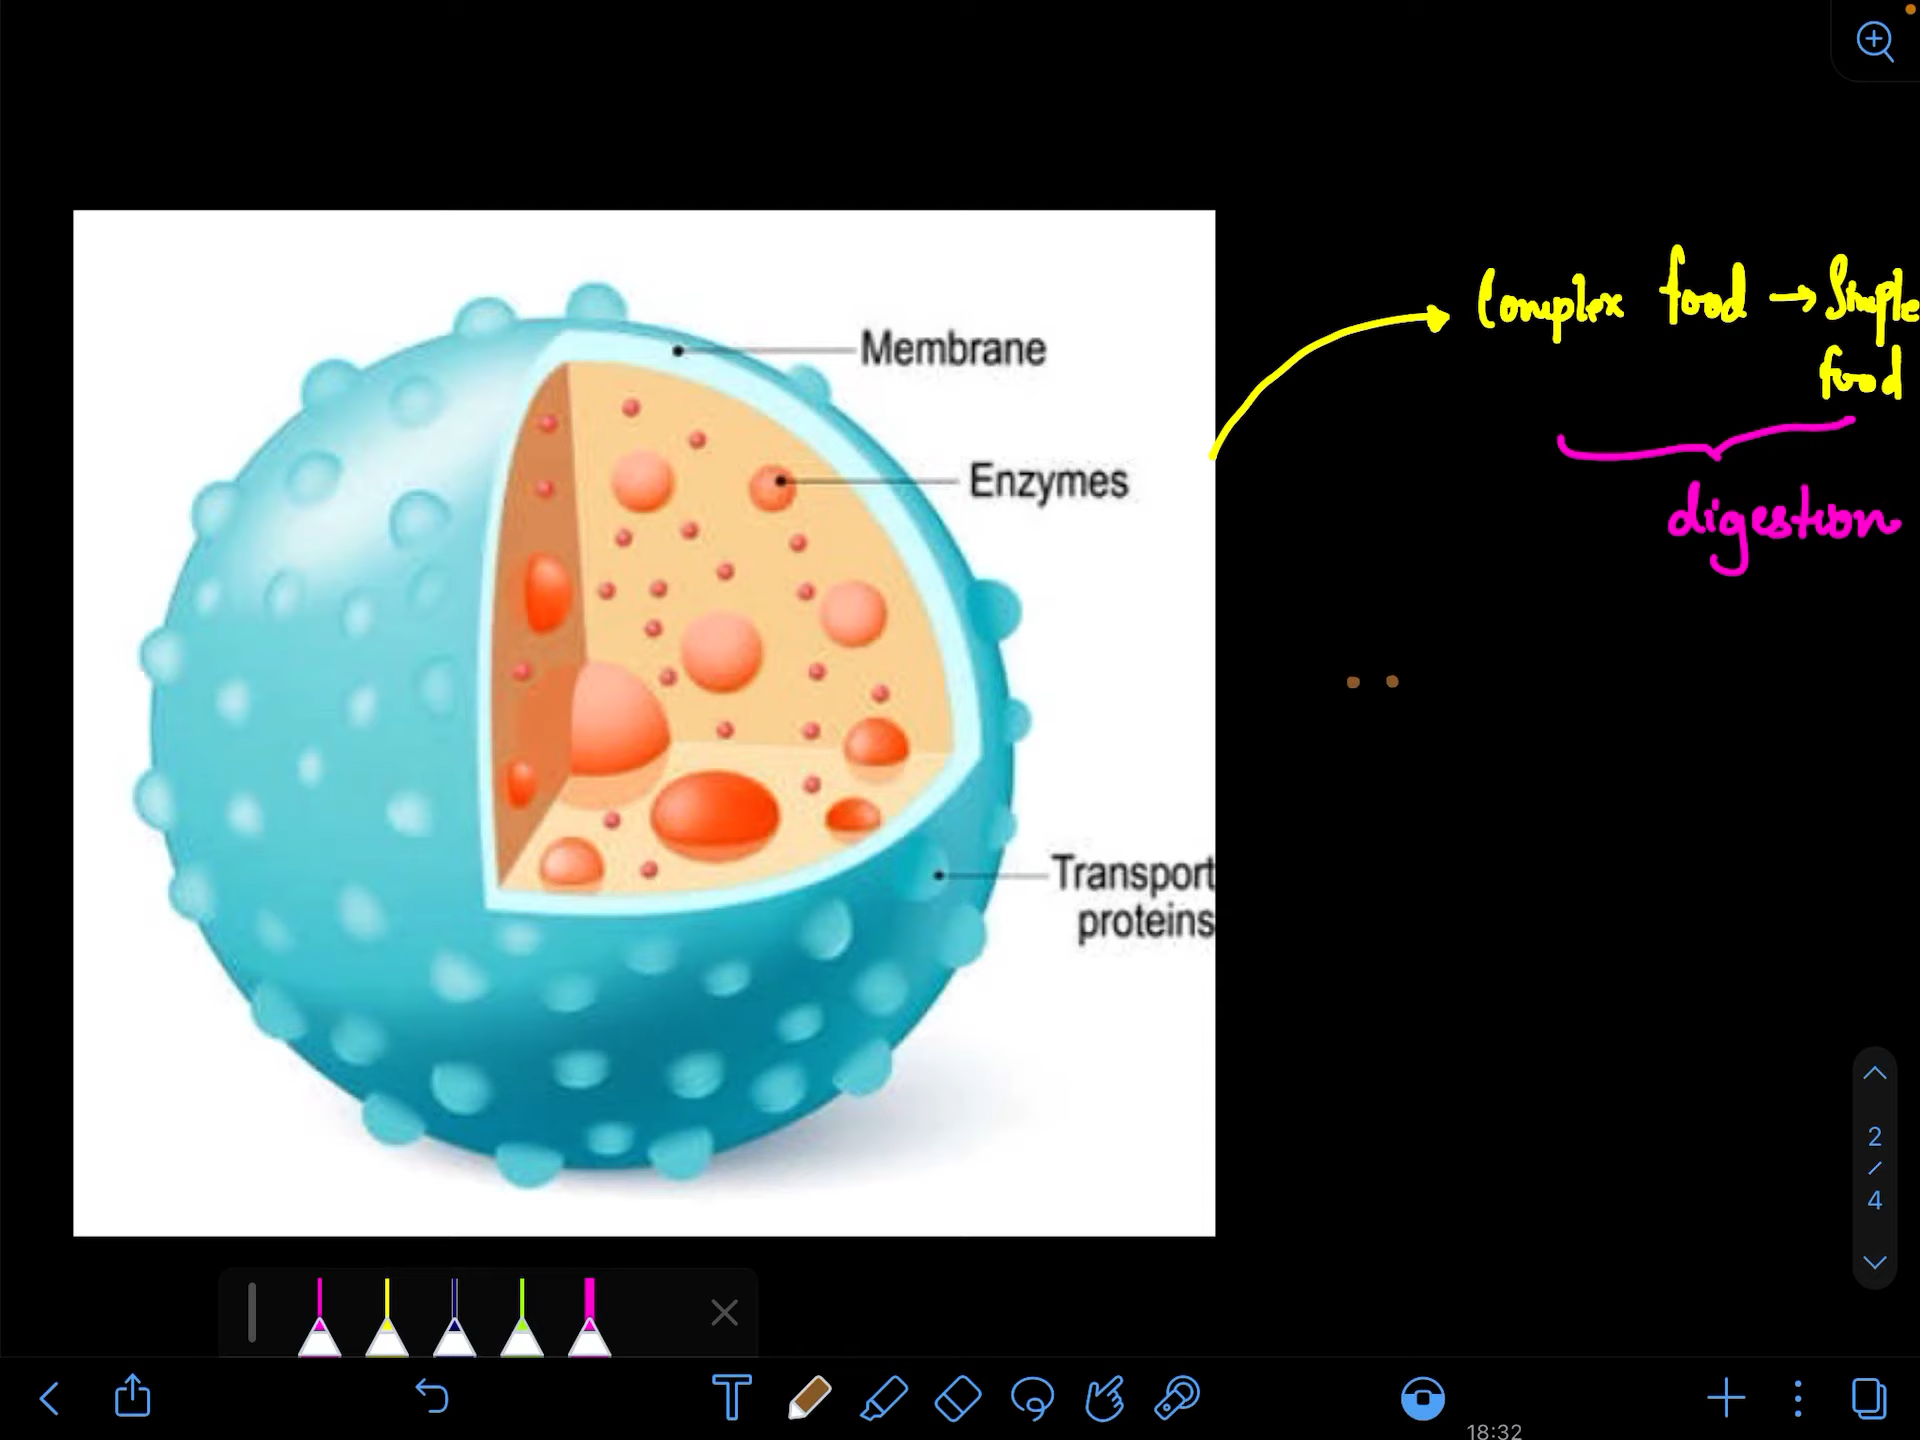 Membrane
Enzymes
Transport
proteins
Complex food → Simple
food
digestion
2
/
4
18:32